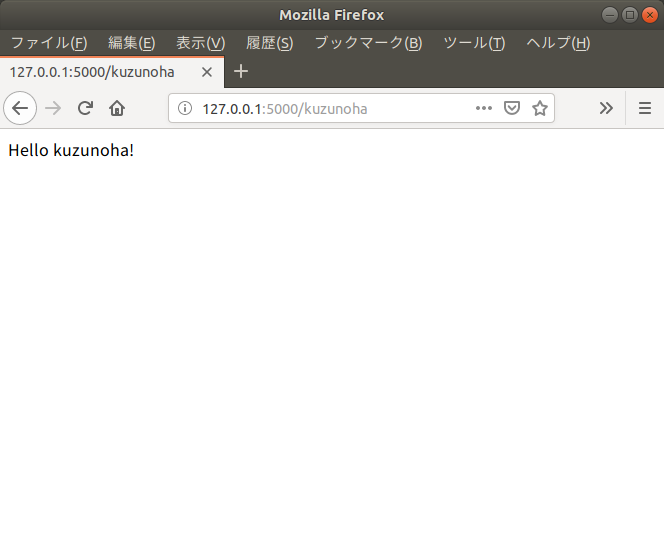 Mozilla Firefox
ファイル(F) 編集(E) 表示(V) 履歴(S) ブックマーク(B) ツール(T) ヘルプ(H)
127.0.0.1:5000/kuzunoha
127.0.0.1:5000/kuzunoha
Hello kuzunoha!